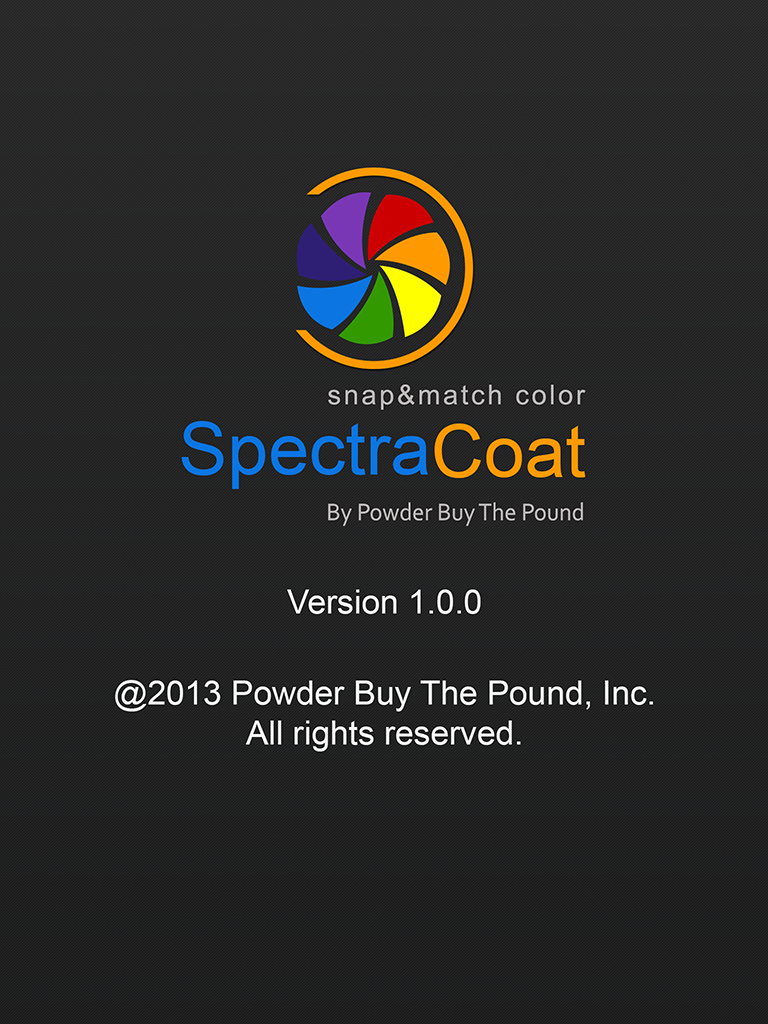 snap&match color
SpectraCoat
By Powder Buy The Pound
Version 1.0.0
@2013 Powder Buy The Pound, Inc.
All rights reserved.